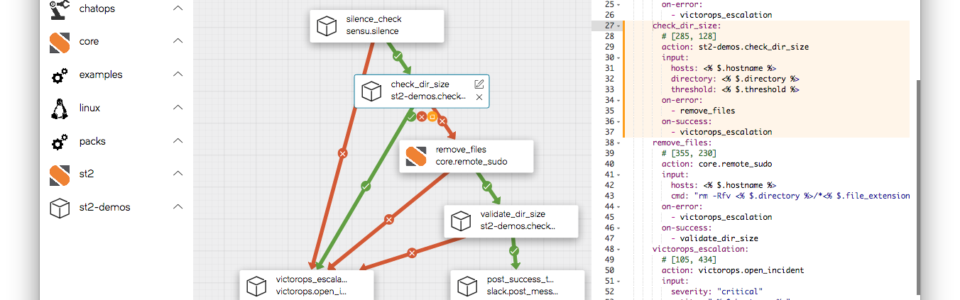 chatops
core
examples
linux
packs
st2
st2-demos
silence_check
sensu.silence
check_dir_size
st2-demos.check...
remove_files
core.remote_sudo
validate_dir_size
st2-demos.check...
victorops_escala...
victorops.open_i...
post_success_t...
slack.post_mess...
25 - on-error:
26 - victorops_escalation
27 - check_dir_size:
28 # [285, 128]
29 action: st2-demos.check_dir_size
30 - input:
31 hosts: <% $.hostname %>
32 directory: <% $.directory %>
33 threshold: <% $.threshold %>
34 - on-error:
35 - remove_files
36 - on-success:
37 - victorops_escalation
38 - remove_files:
39 # [355, 230]
40 action: core.remote_sudo
41 - input:
42 hosts: <% $.hostname %>
43 cmd: "rm -Rfv <% $.directory %>/*<% $.file_extension
44 - on-error:
45 - victorops_escalation
46 - on-success:
47 - validate_dir_size
48 - victorops_escalation:
49 # [105, 434]
50 action: victorops.open_incident
51 - input:
52 severity: "critical"